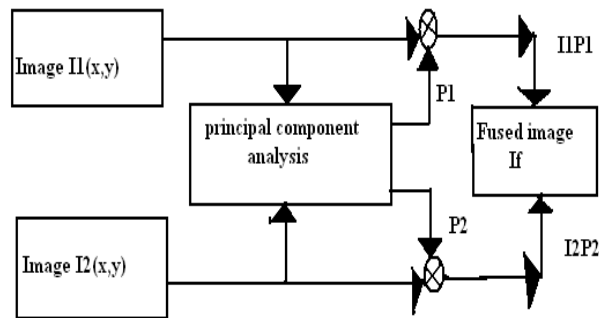 Image I1(x,y)
I1P1
P1
principal component
analysis
Fused image
If
P2
Image I2(x,y)
I2P2